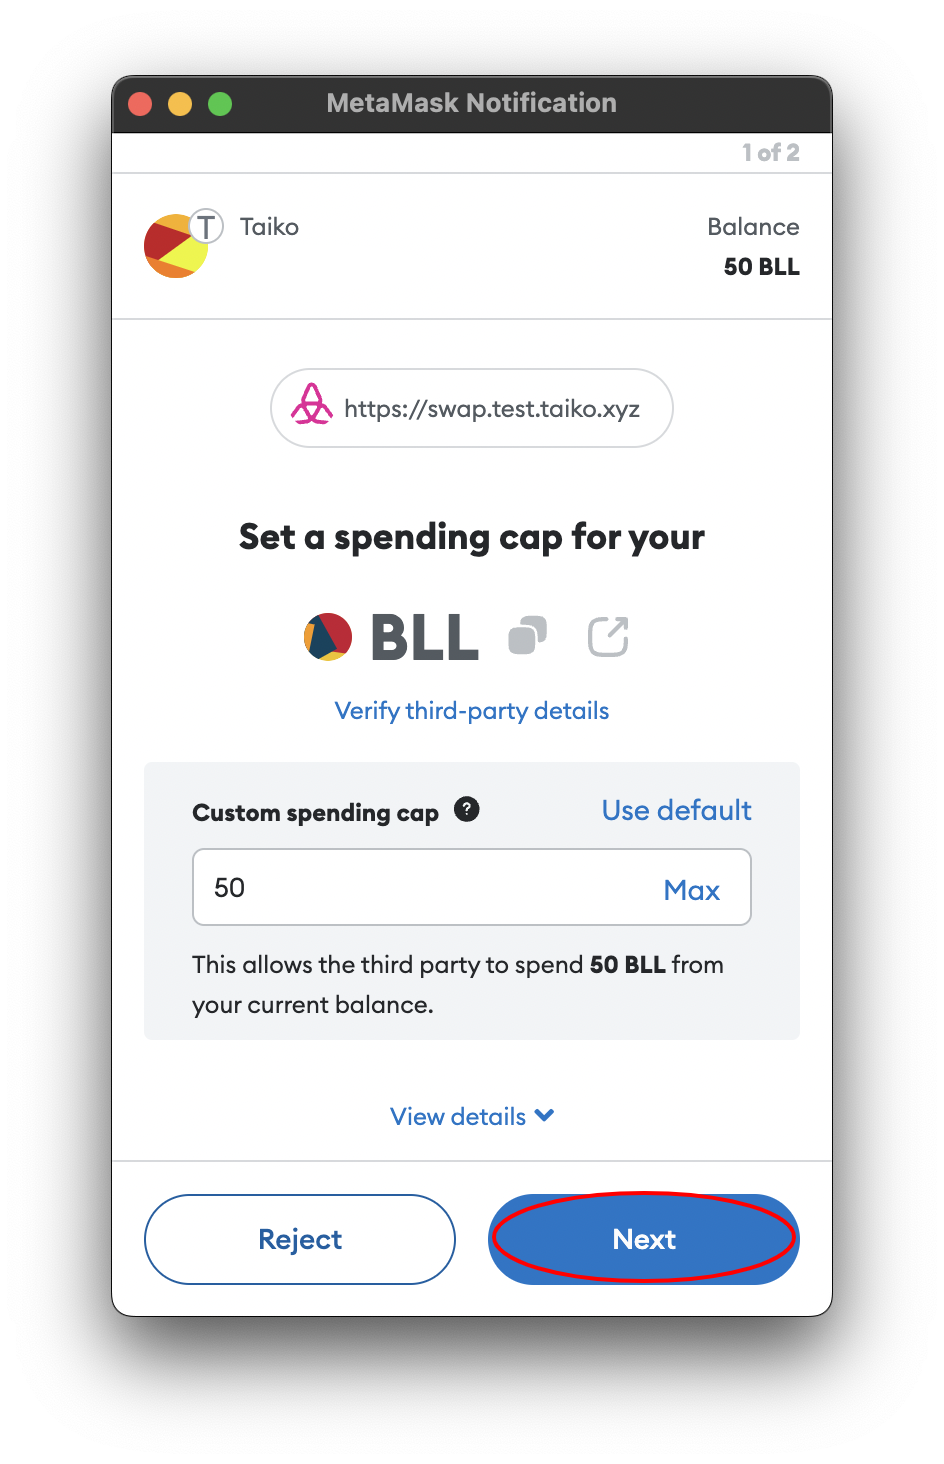 MetaMask Notification
1 of 2
T Taiko
Balance
50 BLL
https://swap.test.taiko.xyz
Set a spending cap for your
BLL
Verify third-party details
Custom spending cap ? Use default
50 Max
This allows the third party to spend 50 BLL from
your current balance.
View details
Reject Next